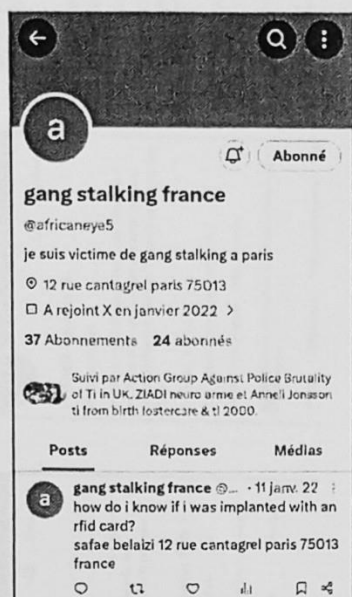 a
Abonné
gang stalking france
@africaneye5
je suis victime de gang stalking a paris
12 rue cantagrel paris 75013
A rejoint X en janvier 2022 >
37 Abonnements 24 abonnés
Suivi par Action Group Against Police Brutality
of Ti in UK, ZIADI neuro arme et Anneli Jonsson
ti from birth fostercare & ti 2000.
Posts Réponses Médias
a
gang stalking france @... · 11 janv. 22
how do i know if i was implanted with an
rfid card?
safae belaizi 12 rue cantagrel paris 75013
france